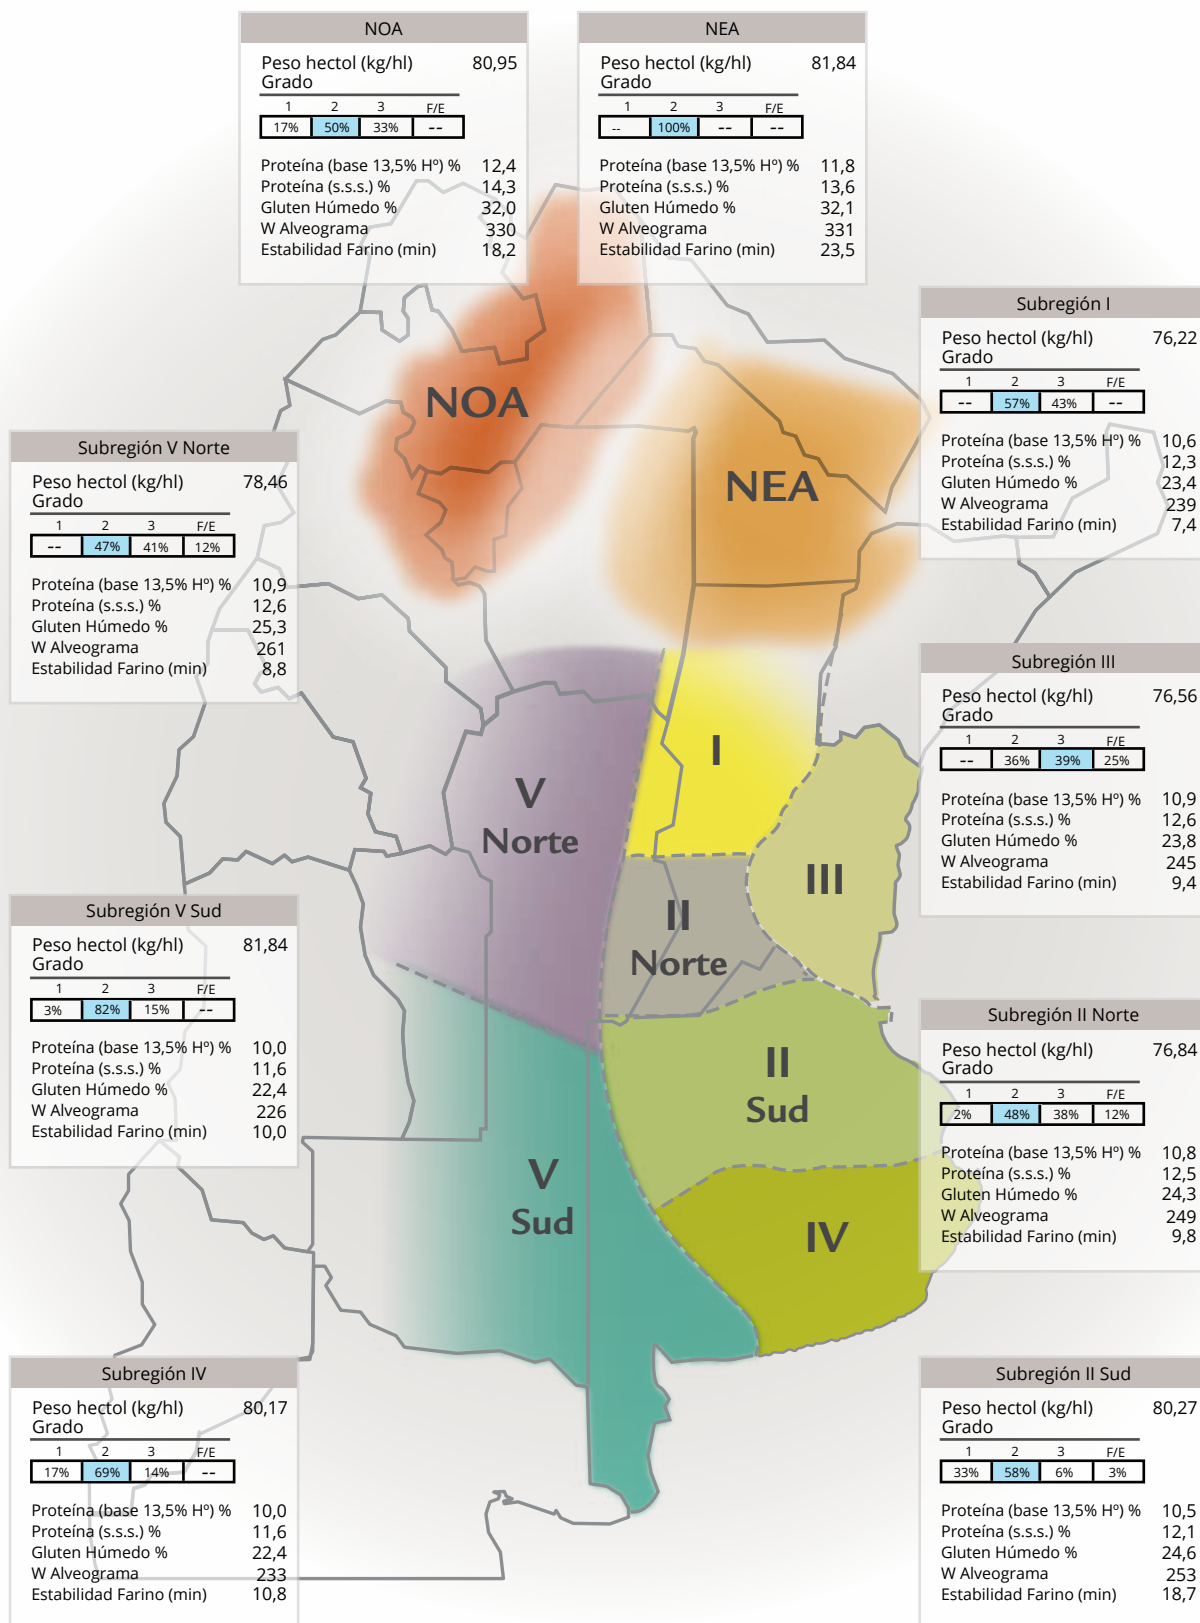 NOA
Peso hectol (kg/hl) 80,95
Grado
1 2 3 F/E
17% 50% 33% --
Proteína (base 13,5% Hº) % 12,4
Proteína (s.s.s.) % 14,3
Gluten Húmedo % 32,0
W Alveograma 330
Estabilidad Farino (min) 18,2
NEA
Peso hectol (kg/hl) 81,84
Grado
1 2 3 F/E
-- 100% -- --
Proteína (base 13,5% Hº) % 11,8
Proteína (s.s.s.) % 13,6
Gluten Húmedo % 32,1
W Alveograma 331
Estabilidad Farino (min) 23,5
Subregión I
Peso hectol (kg/hl) 76,22
Grado
1 2 3 F/E
-- 57% 43% --
Proteína (base 13,5% Hº) % 10,6
Proteína (s.s.s.) % 12,3
Gluten Húmedo % 23,4
W Alveograma 239
Estabilidad Farino (min) 7,4
NOA
NEA
Subregión V Norte
Peso hectol (kg/hl) 78,46
Grado
1 2 3 F/E
-- 47% 41% 12%
Proteína (base 13,5% Hº) % 10,9
Proteína (s.s.s.) % 12,6
Gluten Húmedo % 25,3
W Alveograma 261
Estabilidad Farino (min) 8,8
Subregión III
Peso hectol (kg/hl) 76,56
Grado
1 2 3 F/E
-- 36% 39% 25%
Proteína (base 13,5% Hº) % 10,9
Proteína (s.s.s.) % 12,6
Gluten Húmedo % 23,8
W Alveograma 245
Estabilidad Farino (min) 9,4
I
V
Norte
III
II
Norte
Subregión V Sud
Peso hectol (kg/hl) 81,84
Grado
1 2 3 F/E
3% 82% 15% --
Proteína (base 13,5% Hº) % 10,0
Proteína (s.s.s.) % 11,6
Gluten Húmedo % 22,4
W Alveograma 226
Estabilidad Farino (min) 10,0
Subregión II Norte
Peso hectol (kg/hl) 76,84
Grado
1 2 3 F/E
2% 48% 38% 12%
Proteína (base 13,5% Hº) % 10,8
Proteína (s.s.s.) % 12,5
Gluten Húmedo % 24,3
W Alveograma 249
Estabilidad Farino (min) 9,8
II
Sud
V
Sud
IV
Subregión IV
Peso hectol (kg/hl) 80,17
Grado
1 2 3 F/E
17% 69% 14% --
Proteína (base 13,5% Hº) % 10,0
Proteína (s.s.s.) % 11,6
Gluten Húmedo % 22,4
W Alveograma 233
Estabilidad Farino (min) 10,8
Subregión II Sud
Peso hectol (kg/hl) 80,27
Grado
1 2 3 F/E
33% 58% 6% 3%
Proteína (base 13,5% Hº) % 10,5
Proteína (s.s.s.) % 12,1
Gluten Húmedo % 24,6
W Alveograma 253
Estabilidad Farino (min) 18,7